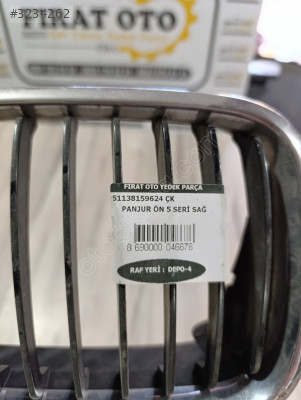 #3234262
FIRAT OTO
FIRAT OTO YEDEK PARÇA
51138159624 ÇK
PANJUR ÖN 5 SERİ SAĞ
8 690000 046676
RAF YERİ : DEPO-4